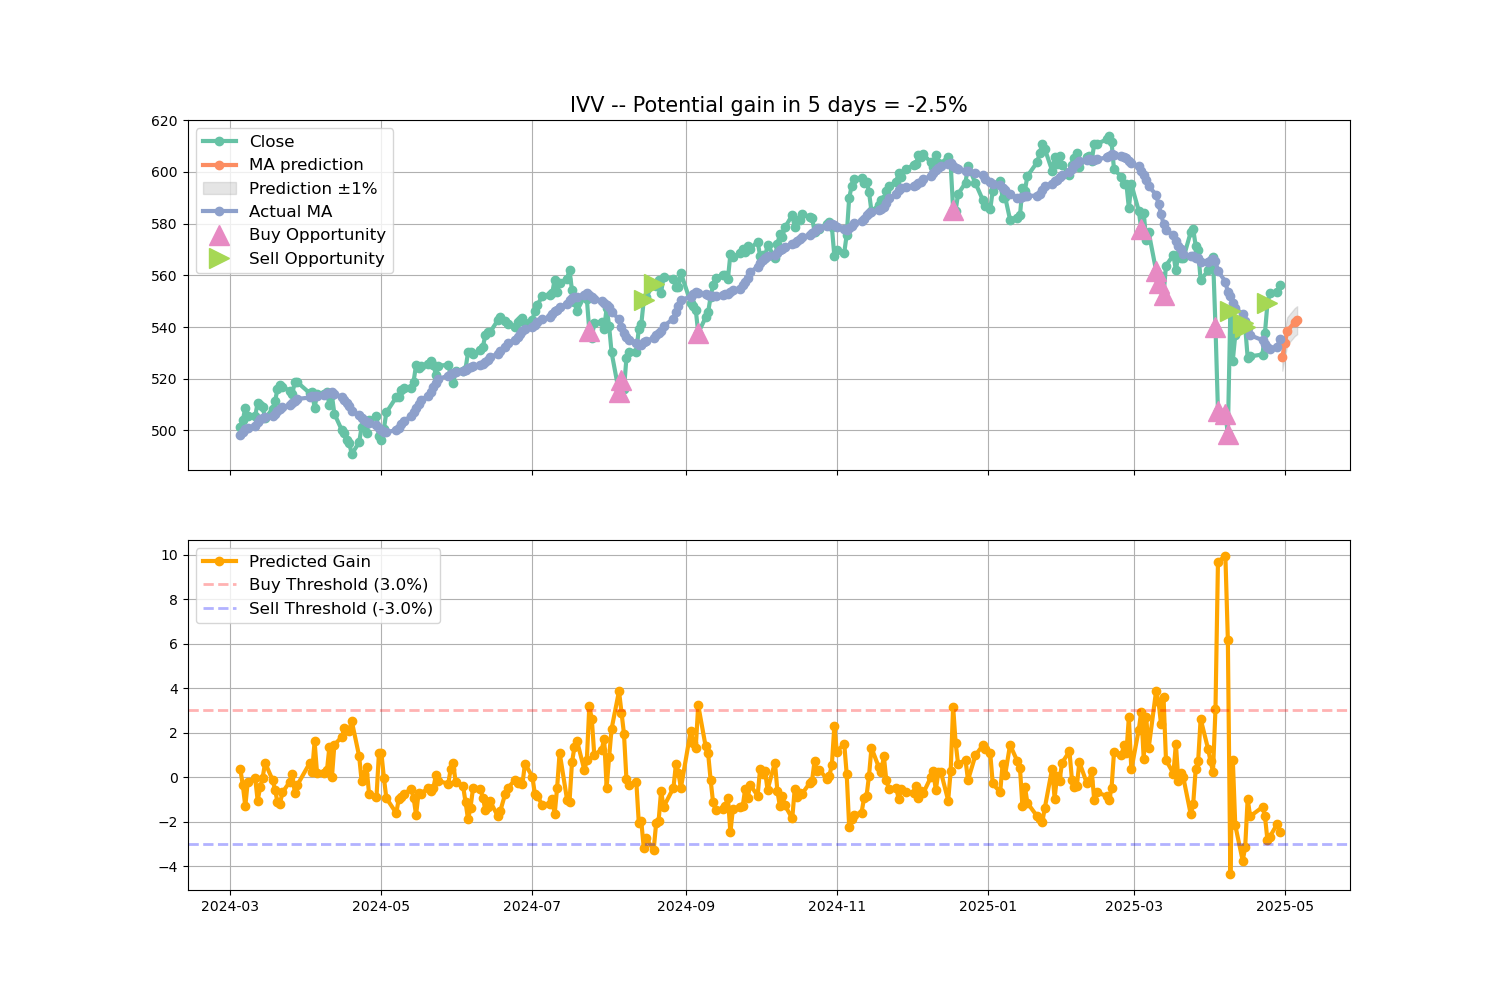 IVV -- Potential gain in 5 days = -2.5%
620
600
580
560
540
520
500
Close
MA prediction
Prediction ±1%
Actual MA
Buy Opportunity
Sell Opportunity
10
8
6
4
2
0
−2
−4
Predicted Gain
Buy Threshold (3.0%)
Sell Threshold (-3.0%)
2024-03
2024-05
2024-07
2024-09
2024-11
2025-01
2025-03
2025-05